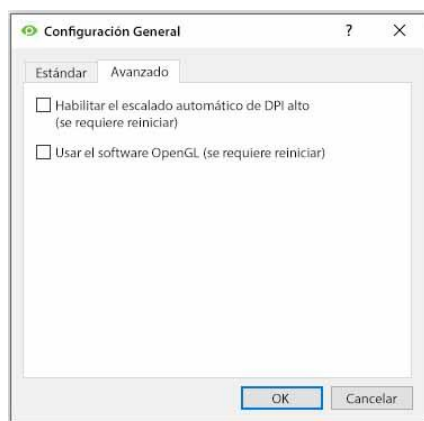 Configuración General
?
Estándar
Avanzado
Habilitar el escalado automático de DPI alto
(se requiere reiniciar)
Usar el software OpenGL (se requiere reiniciar)
OK
Cancelar